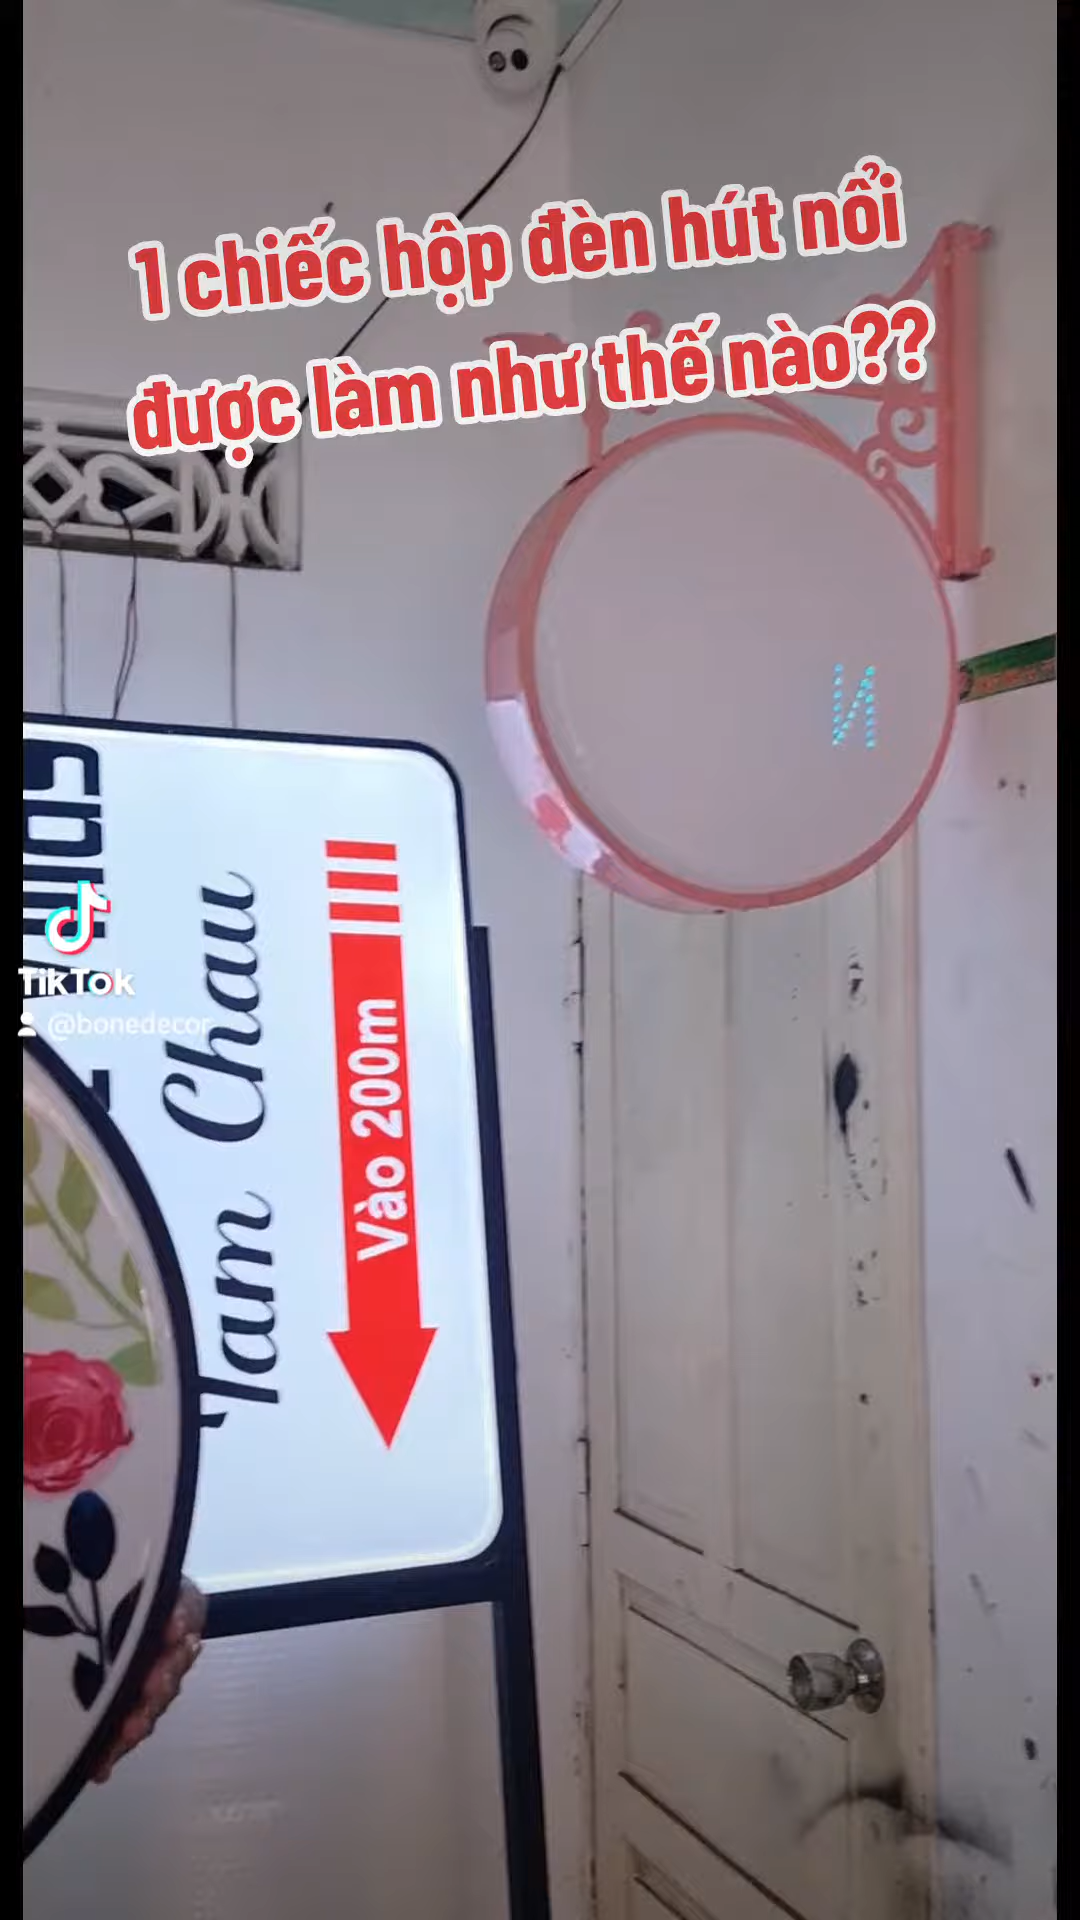 1 chiếc hộp đèn hút nổi
được làm như thế nào??
Tam Chau
Vào 200m
TikTok
@bonedecor